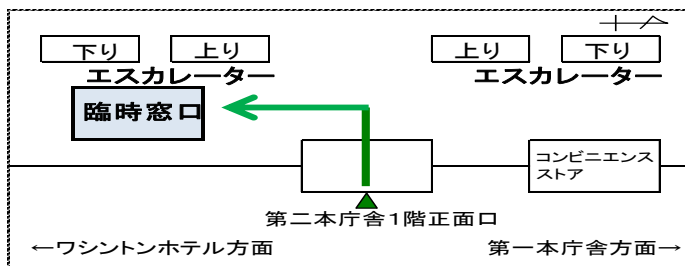 下り 上り 上り 下り
エスカレーター エスカレーター
臨時窓口
コンビニエンス
ストア
第二本庁舎1階正面口
←ワシントンホテル方面 第一本庁舎方面→